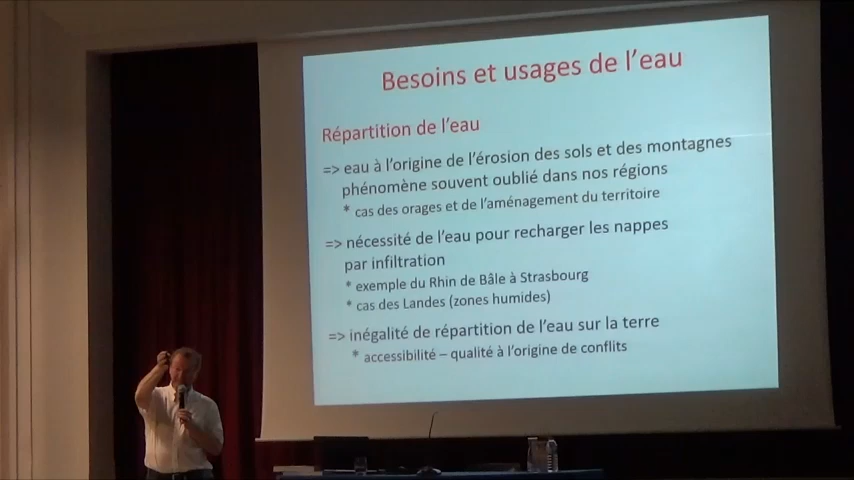 Besoins et usages de l'eau
Répartition de l'eau
=> eau à l'origine de l'érosion des sols et des montagnes
phénomène souvent oublié dans nos régions
* cas des orages et de l'aménagement du territoire
=> nécessité de l'eau pour recharger les nappes
par infiltration
* exemple du Rhin de Bâle à Strasbourg
* cas des Landes (zones humides)
=> inégalité de répartition de l'eau sur la terre
* accessibilité – qualité à l'origine de conflits